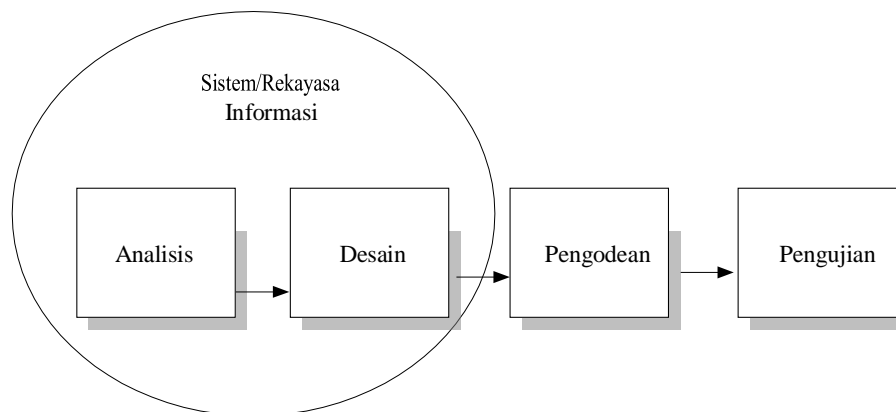 Sistem/Rekayasa
Informasi
Analisis
Desain
Pengodean
Pengujian